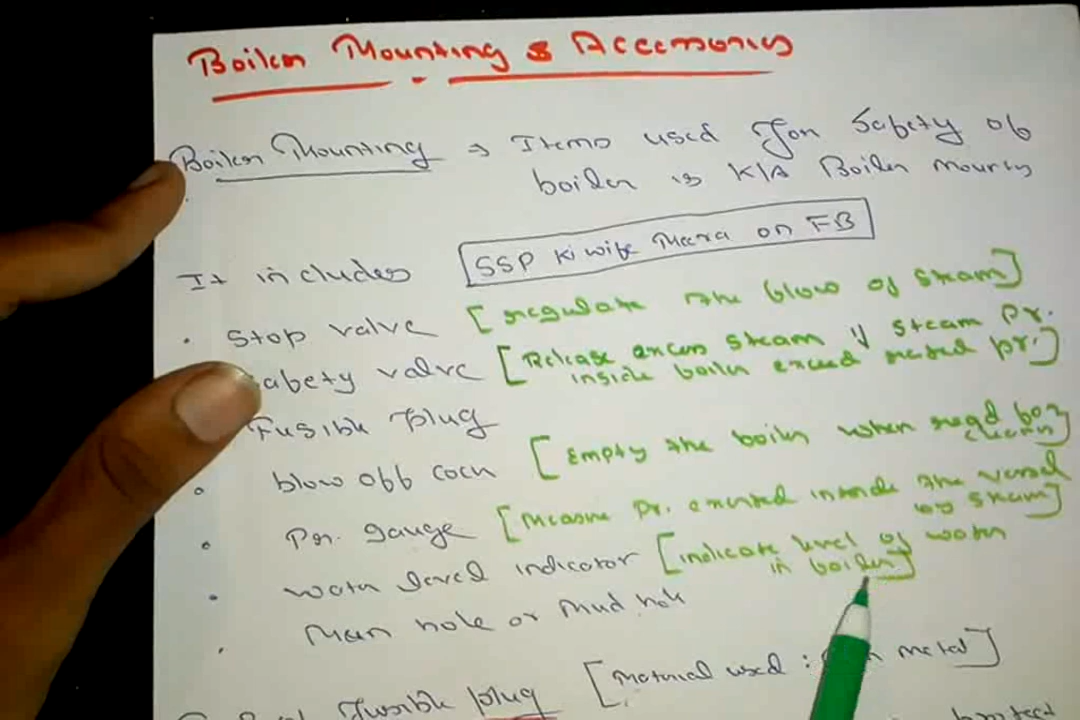 Boiler Mounting & Accessories
Boiler Mounting → Items used for Safety of
boiler is K/A Boiler Mounting
It includes [SSP ki wife Meera on FB]
• Stop valve [regulate the flow of steam]
Safety valve [Release excess steam if steam pr.
inside boiler exceed rated pr.]
Fusible plug
• blow off cock [Empty the boiler when reqd for
cleaning]
• Pr. gauge [Measure Pr. exerted inside the vessel
by steam]
• Water level indicator [indicate level of water
in boiler]
• Man hole or Mud hole
Fusible plug [Material used : metal]